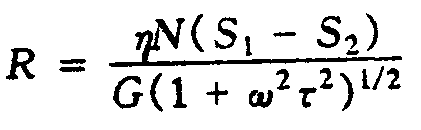 R = ηN(S₁ − S₂) / G(1 + ω²τ²)^{1/2}